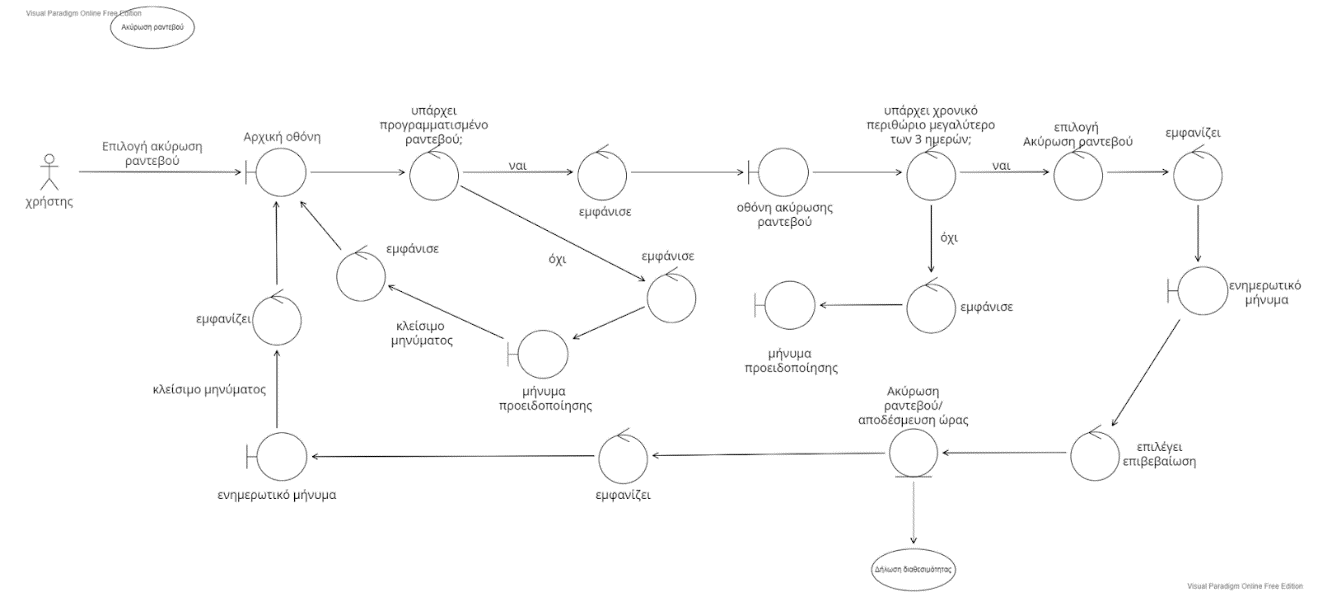 Visual Paradigm Online Free Edition
Ακύρωση ραντεβού
υπάρχει
προγραμματισμένο
ραντεβού;
υπάρχει χρονικό
περιθώριο μεγαλύτερο
των 3 ημερών;
επιλογή
Ακύρωση ραντεβού
εμφανίζει
Αρχική οθόνη
Επιλογή ακύρωση
ραντεβού
ναι
ναι
χρήστης
εμφάνισε
οθόνη ακύρωσης
ραντεβού
όχι
εμφάνισε
όχι
εμφάνισε
ενημερωτικό
μήνυμα
εμφανίζει
εμφάνισε
κλείσιμο
μηνύματος
μήνυμα
προειδοποίησης
κλείσιμο μηνύματος
μήνυμα
προειδοποίησης
Ακύρωση
ραντεβού/
αποδέσμευση ώρας
επιλέγει
επιβεβαίωση
ενημερωτικό μήνυμα
εμφανίζει
Δήλωση διαθεσιμότητας
Visual Paradigm Online Free Edition